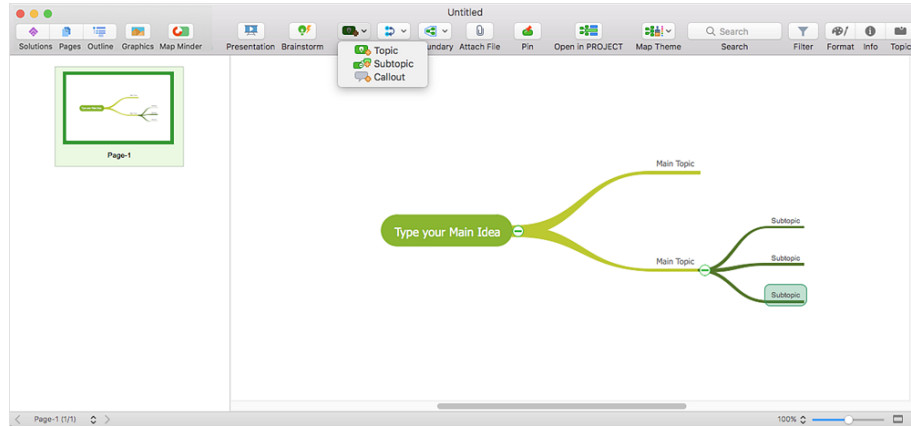 Untitled
Solutions Pages Outline Graphics Map Minder Presentation Brainstorm undary Attach File Pin Open in PROJECT Map Theme Search Filter Format Info Topic
Search
Topic
Subtopic
Callout
Page-1
Main Topic
Type your Main Idea
Subtopic
Main Topic
Subtopic
Subtopic
Page-1 (1/1)
100%